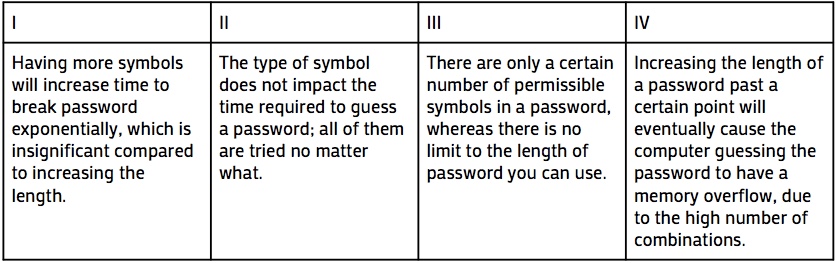 I
II
III
IV
Having more symbols
will increase time to
break password
exponentially, which is
insignificant compared
to increasing the
length.
The type of symbol
does not impact the
time required to guess
a password; all of them
are tried no matter
what.
There are only a certain
number of permissible
symbols in a password,
whereas there is no
limit to the length of
password you can use.
Increasing the length of
a password past a
certain point will
eventually cause the
computer guessing the
password to have a
memory overflow, due
to the high number of
combinations.